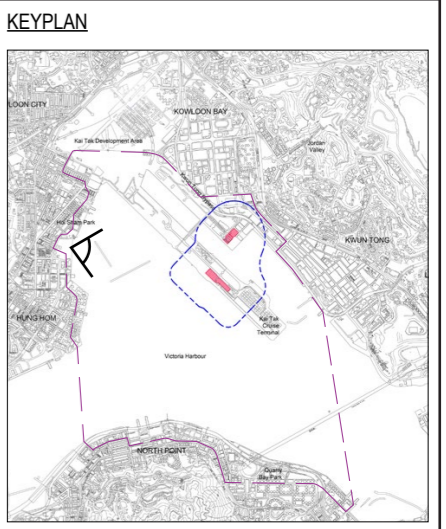 KEYPLAN
LOON CITY
KOWLOON BAY
Kai Tak Development Area
Jordan
Valley
Hoi Sham Park
KWUN TONG
HUNG HOM
Kai Tak
Cruise
Terminal
Victoria Harbour
NORTH POINT
Quarry
Bay Park